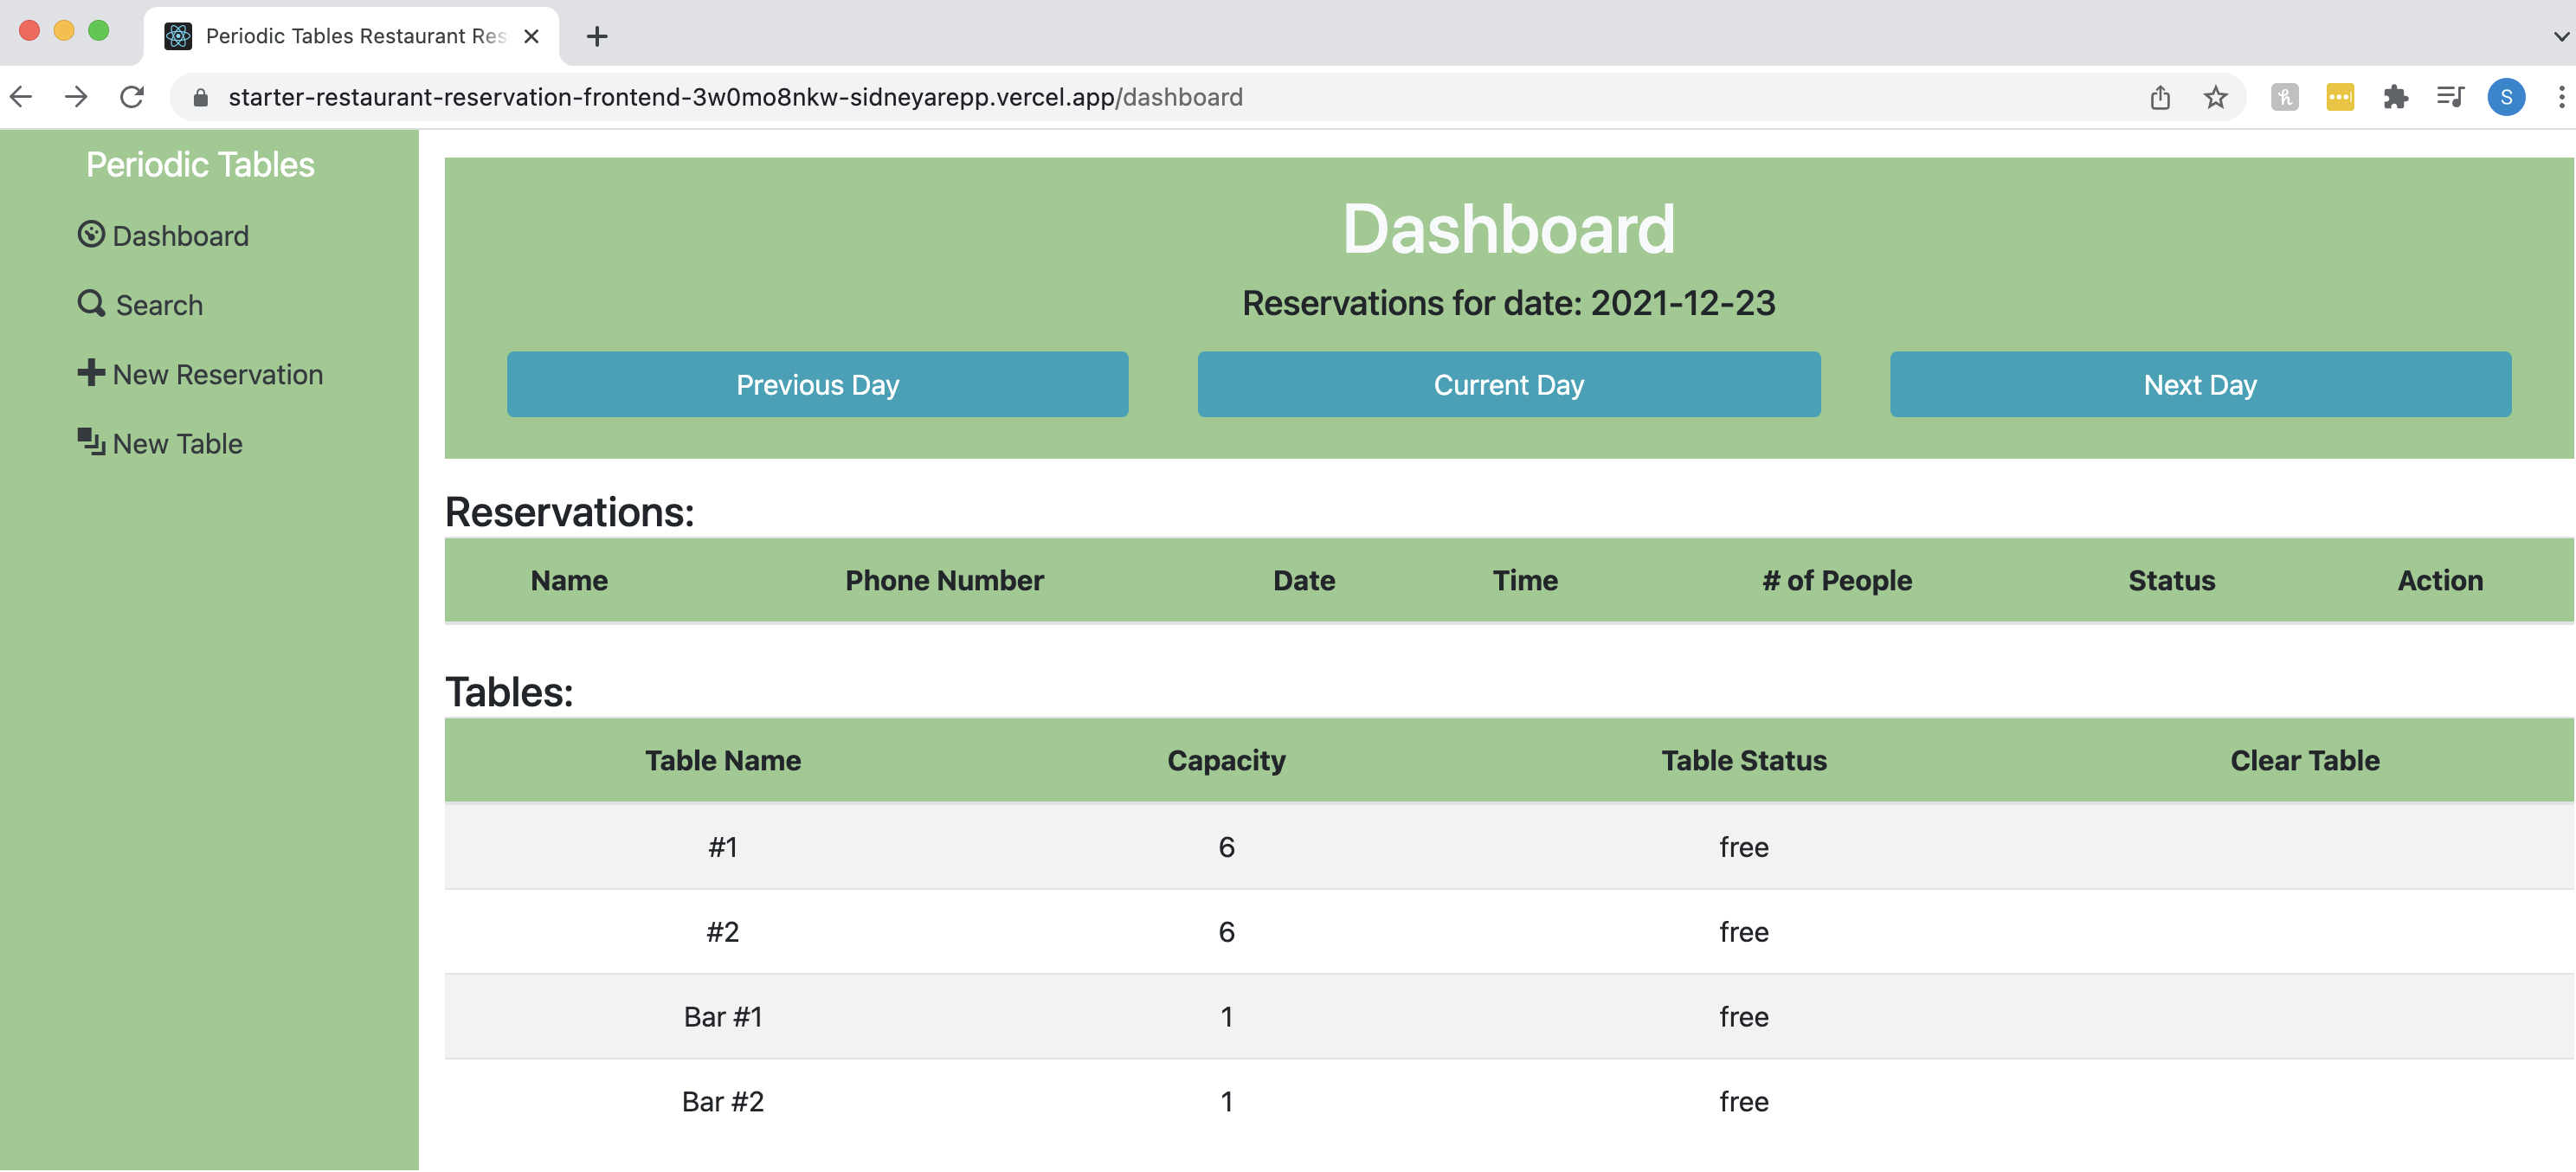 Periodic Tables Restaurant Res
starter-restaurant-reservation-frontend-3w0mo8nkw-sidneyarepp.vercel.app/dashboard
S
Periodic Tables
Dashboard
Search
New Reservation
New Table
Dashboard
Reservations for date: 2021-12-23
Previous Day Current Day Next Day
Reservations:
Name Phone Number Date Time # of People Status Action
Tables:
Table Name Capacity Table Status Clear Table
#1 6 free
#2 6 free
Bar #1 1 free
Bar #2 1 free